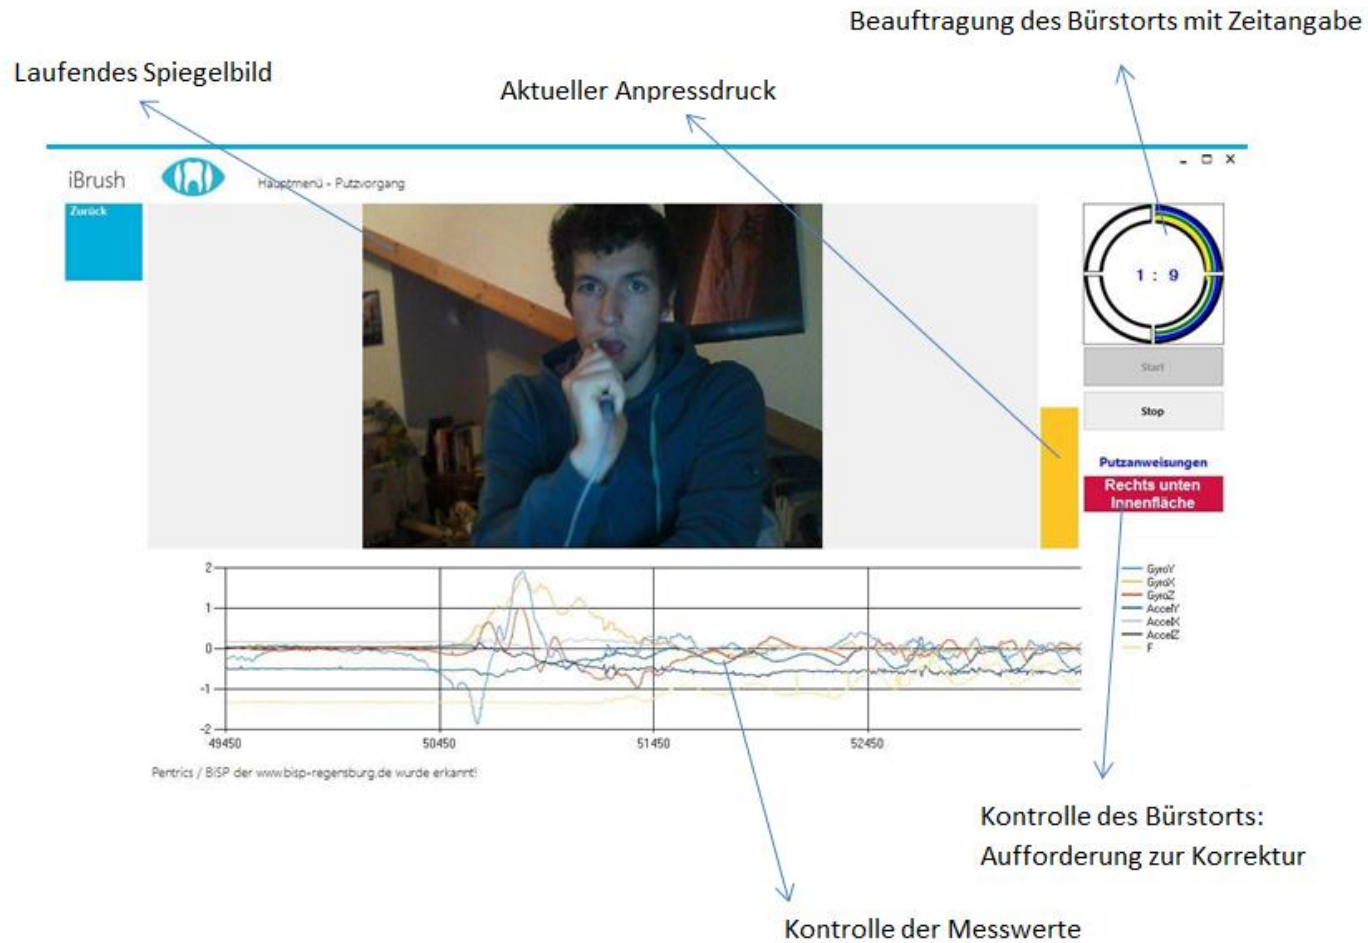 Beauftragung des Bürstorts mit Zeitangabe
Laufendes Spiegelbild
Aktueller Anpressdruck
iBrush
Hauptmenü - Putzvorgang
Zurück
1 : 9
Start
Stop
Putzanweisungen
Rechts unten
Innenfläche
2
1
0
-1
-2
49450
50450
51450
52450
GyroY
GyroX
GyroZ
AccelY
AccelX
AccelZ
F
Pentrics / BiSP der www.bisp-regensburg.de wurde erkannt!
Kontrolle des Bürstorts:
Aufforderung zur Korrektur
Kontrolle der Messwerte